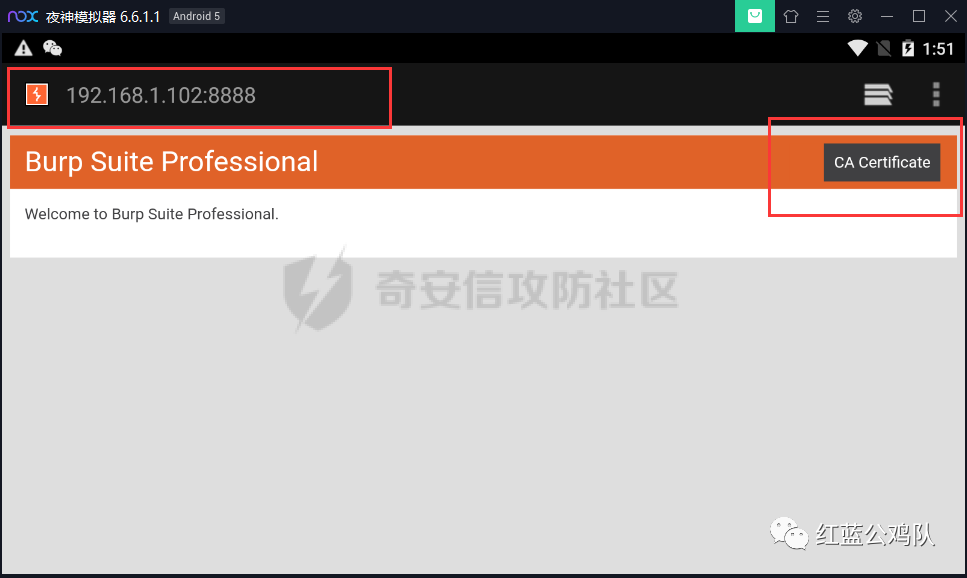 nox 夜神模拟器 6.6.1.1 Android 5
1:51
192.168.1.102:8888
Burp Suite Professional
CA Certificate
Welcome to Burp Suite Professional.
奇安信攻防社区
红蓝公鸡队